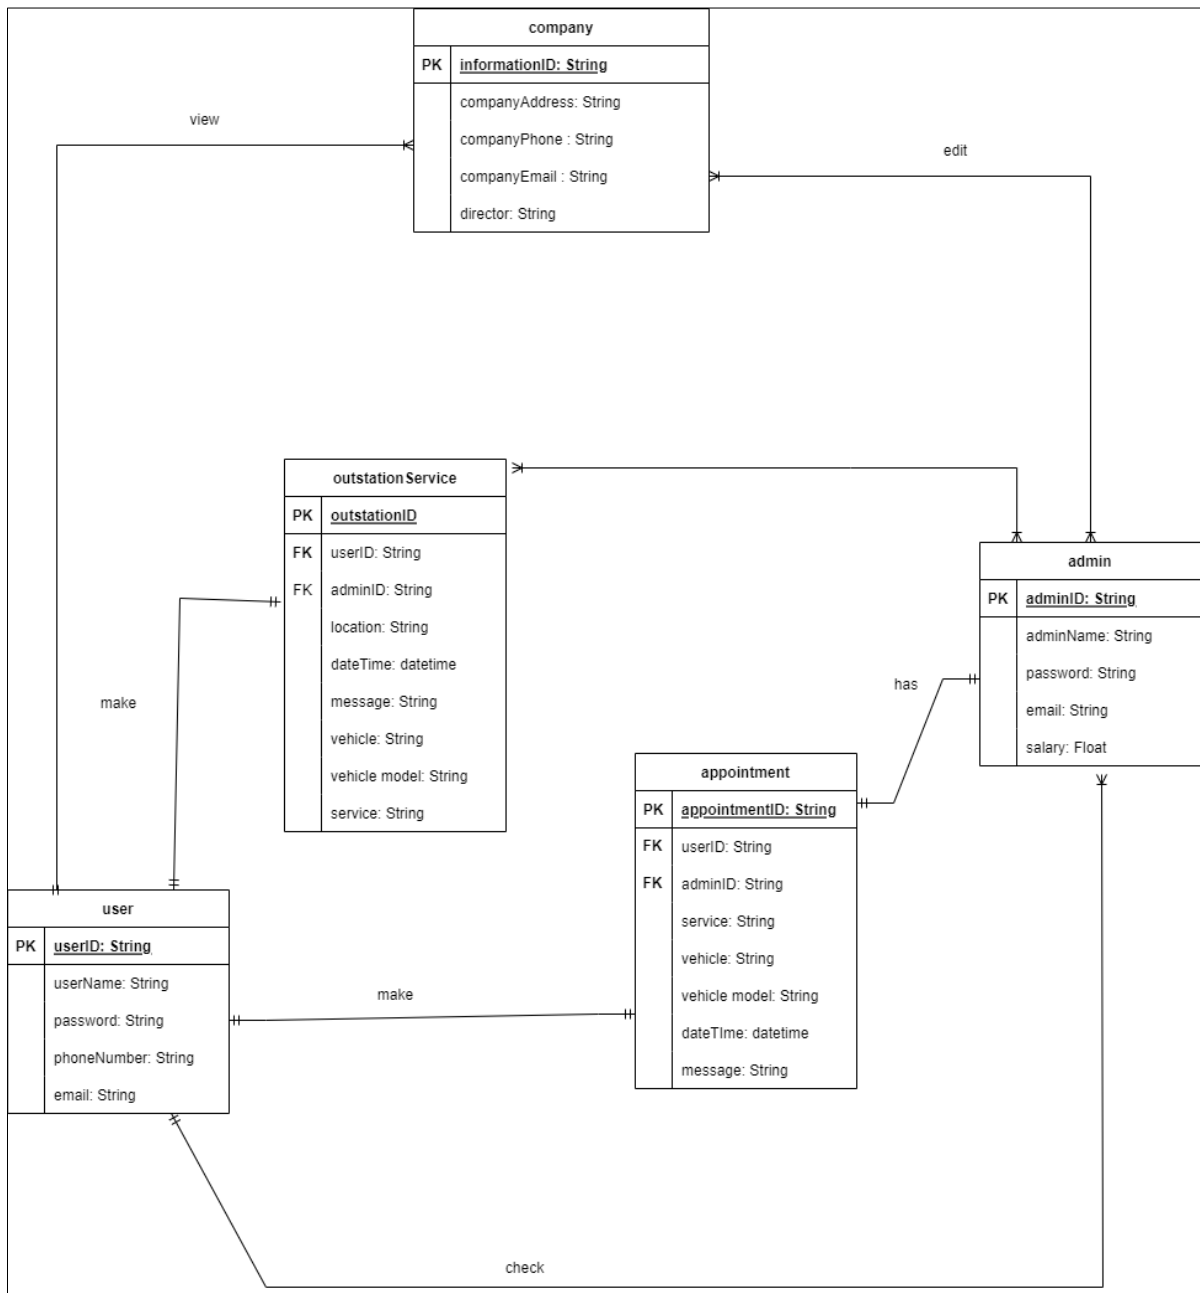 company
PK informationID: String
companyAddress: String
companyPhone : String
companyEmail : String
director: String
view
edit
outstationService
PK outstationID
FK userID: String
FK adminID: String
location: String
dateTime: datetime
message: String
vehicle: String
vehicle model: String
service: String
admin
PK adminID: String
adminName: String
password: String
email: String
salary: Float
make
has
appointment
PK appointmentID: String
FK userID: String
FK adminID: String
service: String
vehicle: String
vehicle model: String
dateTIme: datetime
message: String
user
PK userID: String
userName: String
password: String
phoneNumber: String
email: String
make
check